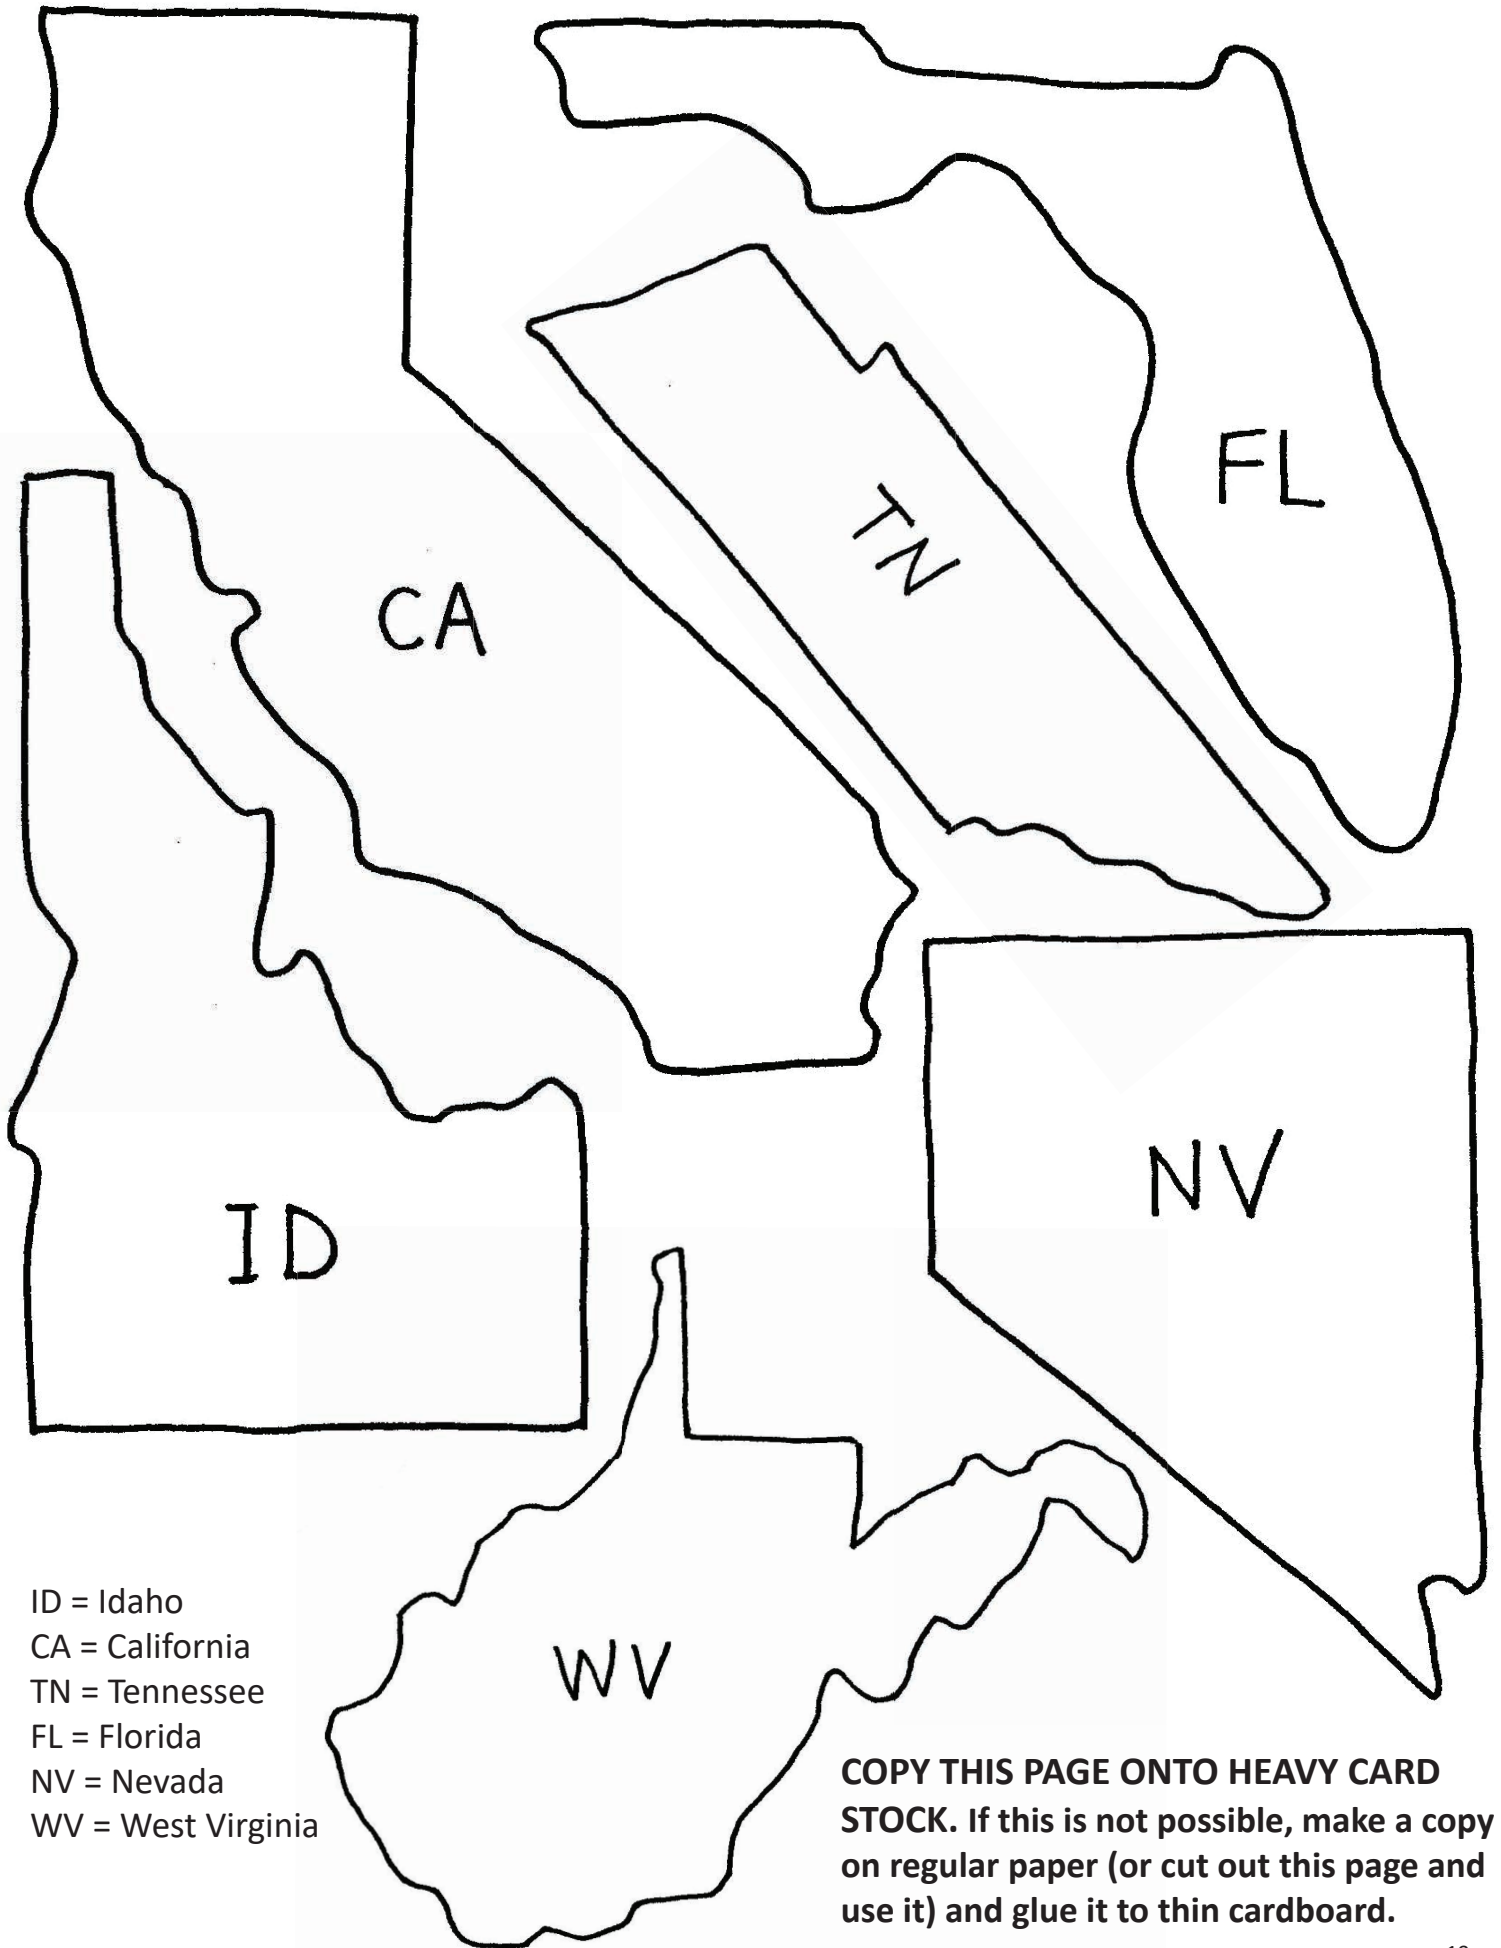 FL
TN
CA
NV
ID
WV
ID = Idaho
CA = California
TN = Tennessee
FL = Florida
NV = Nevada
WV = West Virginia
COPY THIS PAGE ONTO HEAVY CARD
STOCK. If this is not possible, make a copy
on regular paper (or cut out this page and
use it) and glue it to thin cardboard.